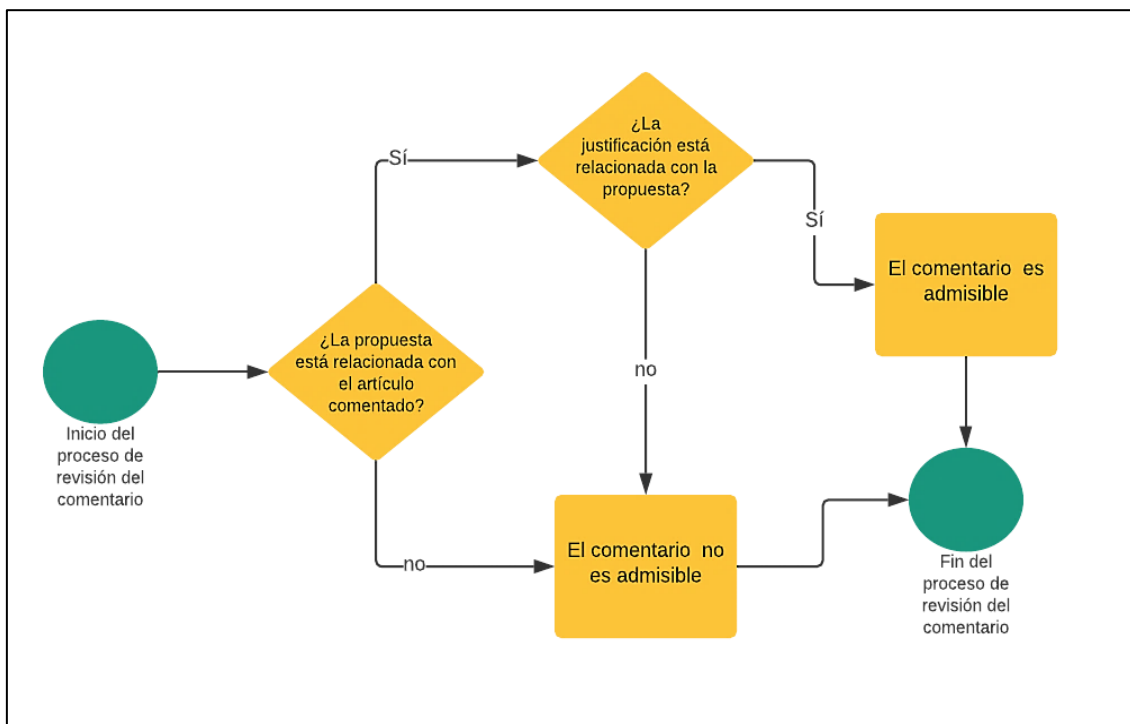 Inicio del
proceso de
revisión del
comentario
¿La propuesta
está relacionada con
el artículo
comentado?
Sí
¿La
justificación está
relacionada con la
propuesta?
Sí
El comentario es
admisible
no
no
El comentario no
es admisible
Fin del
proceso de
revisión del
comentario